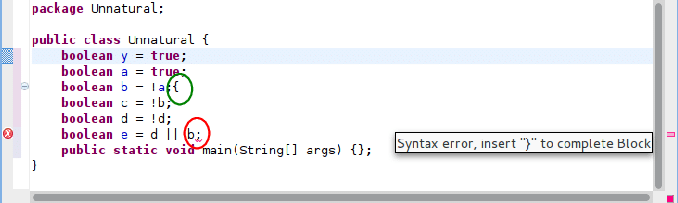 package Unnatural;
public class Unnatural {
boolean y = true;
boolean a = true;
boolean b = !a;{
boolean c = !b;
boolean d = !d;
boolean e = d || b;
Syntax error, insert "}" to complete Block
public static void main(String[] args) {};
}